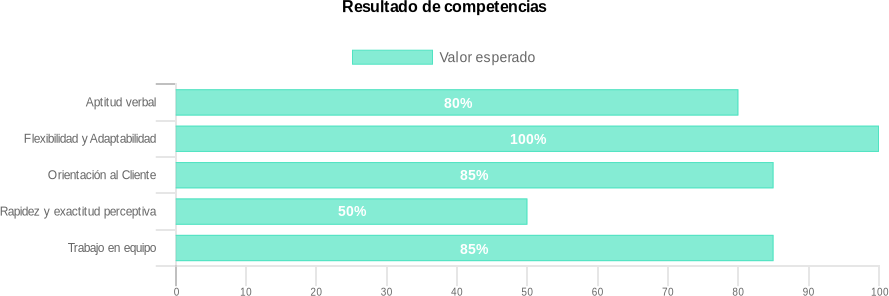 Resultado de competencias
Valor esperado
Aptitud verbal 80%
Flexibilidad y Adaptabilidad 100%
Orientación al Cliente 85%
Rapidez y exactitud perceptiva 50%
Trabajo en equipo 85%
0 10 20 30 40 50 60 70 80 90 100